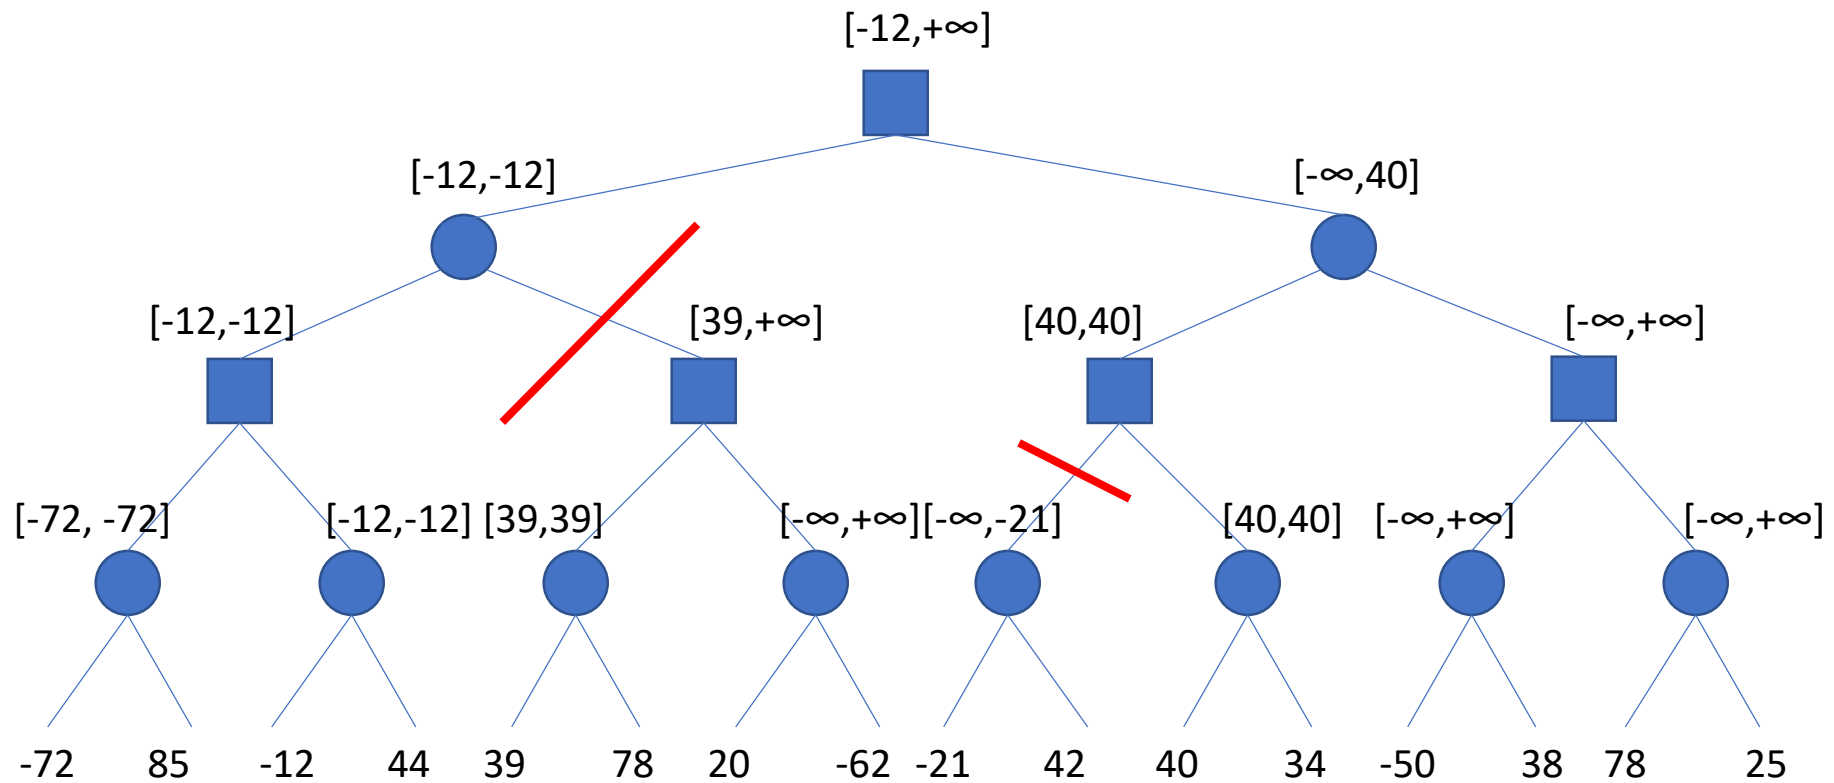 [-12,+∞]
[-12,-12] [-∞,40]
[-12,-12] [39,+∞] [40,40] [-∞,+∞]
[-72, -72] [-12,-12] [39,39] [-∞,+∞] [-∞,-21] [40,40] [-∞,+∞] [-∞,+∞]
-72 85 -12 44 39 78 20 -62 -21 42 40 34 -50 38 78 25